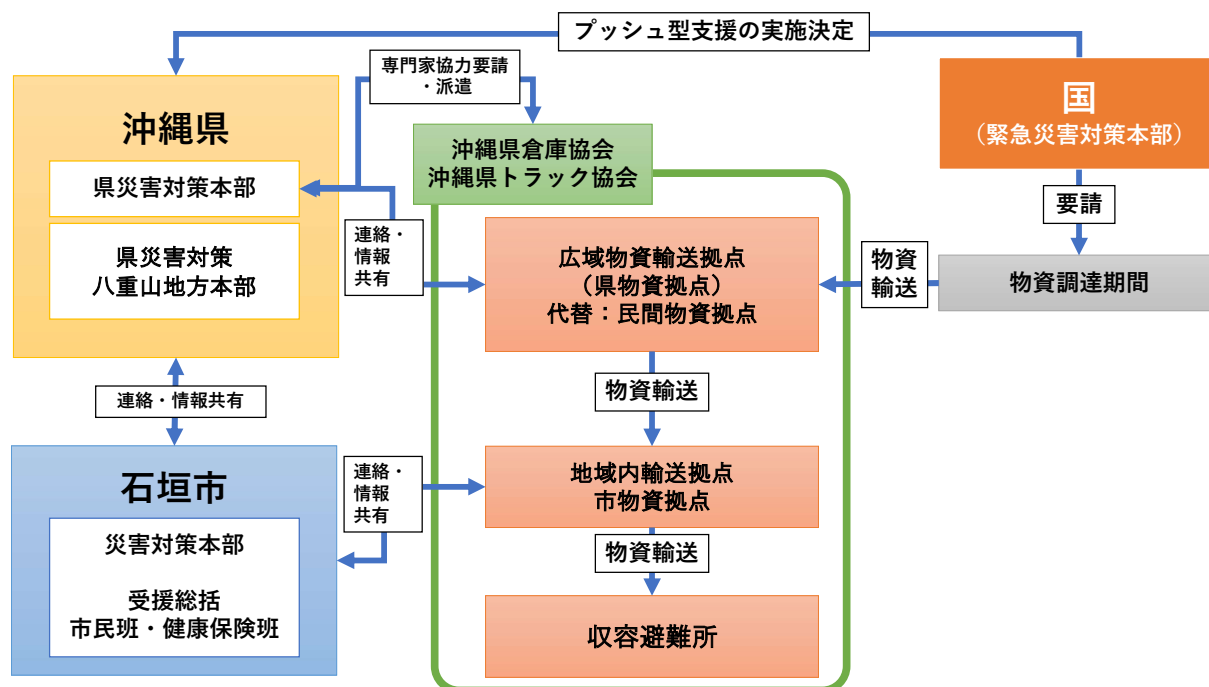 プッシュ型支援の実施決定
専門家協力要請
・派遣
国
（緊急災害対策本部）
沖縄県
県災害対策本部
県災害対策
八重山地方本部
沖縄県倉庫協会
沖縄県トラック協会
要請
連絡・
情報
共有
広域物資輸送拠点
（県物資拠点）
代替：民間物資拠点
物資
輸送
物資調達期間
物資輸送
連絡・情報共有
石垣市
災害対策本部
受援総括
市民班・健康保険班
連絡・
情報
共有
地域内輸送拠点
市物資拠点
物資輸送
収容避難所